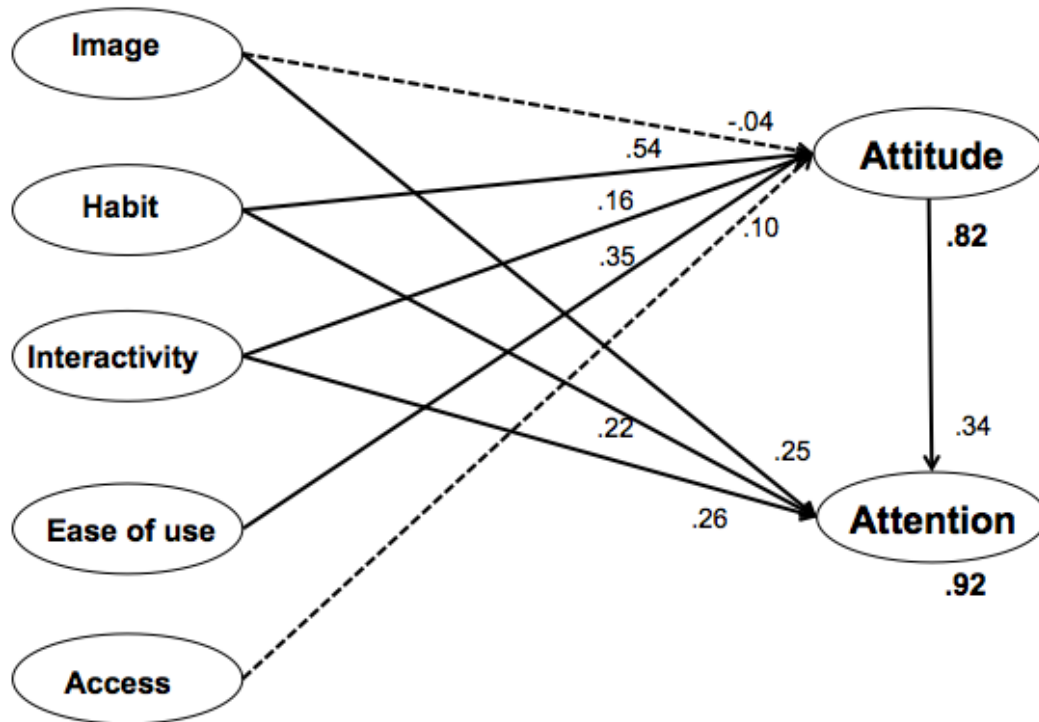 Image
-.04
.54
Attitude
Habit
.16
.10
.82
.35
Interactivity
.22
.25
.34
.26
Ease of use
Attention
.92
Access